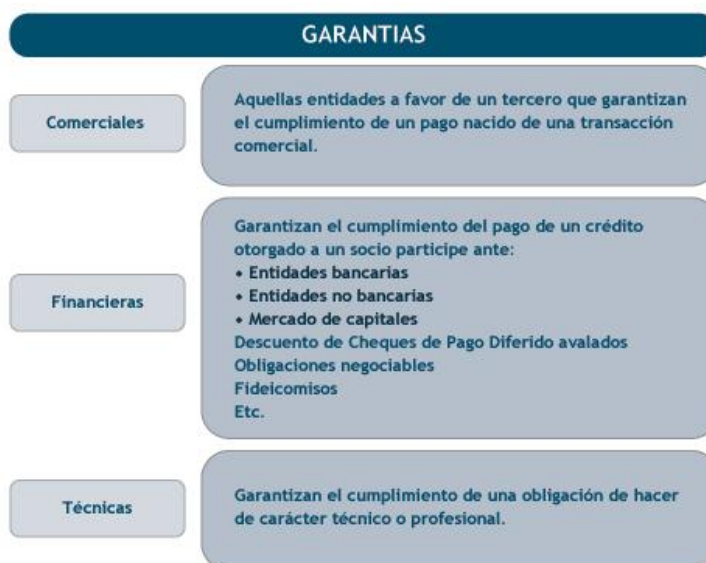 GARANTIAS
Comerciales
Aquellas entidades a favor de un tercero que garantizan
el cumplimiento de un pago nacido de una transacción
comercial.
Financieras
Garantizan el cumplimiento del pago de un crédito
otorgado a un socio participe ante:
• Entidades bancarias
• Entidades no bancarias
• Mercado de capitales
Descuento de Cheques de Pago Diferido avalados
Obligaciones negociables
Fideicomisos
Etc.
Técnicas
Garantizan el cumplimiento de una obligación de hacer
de carácter técnico o profesional.